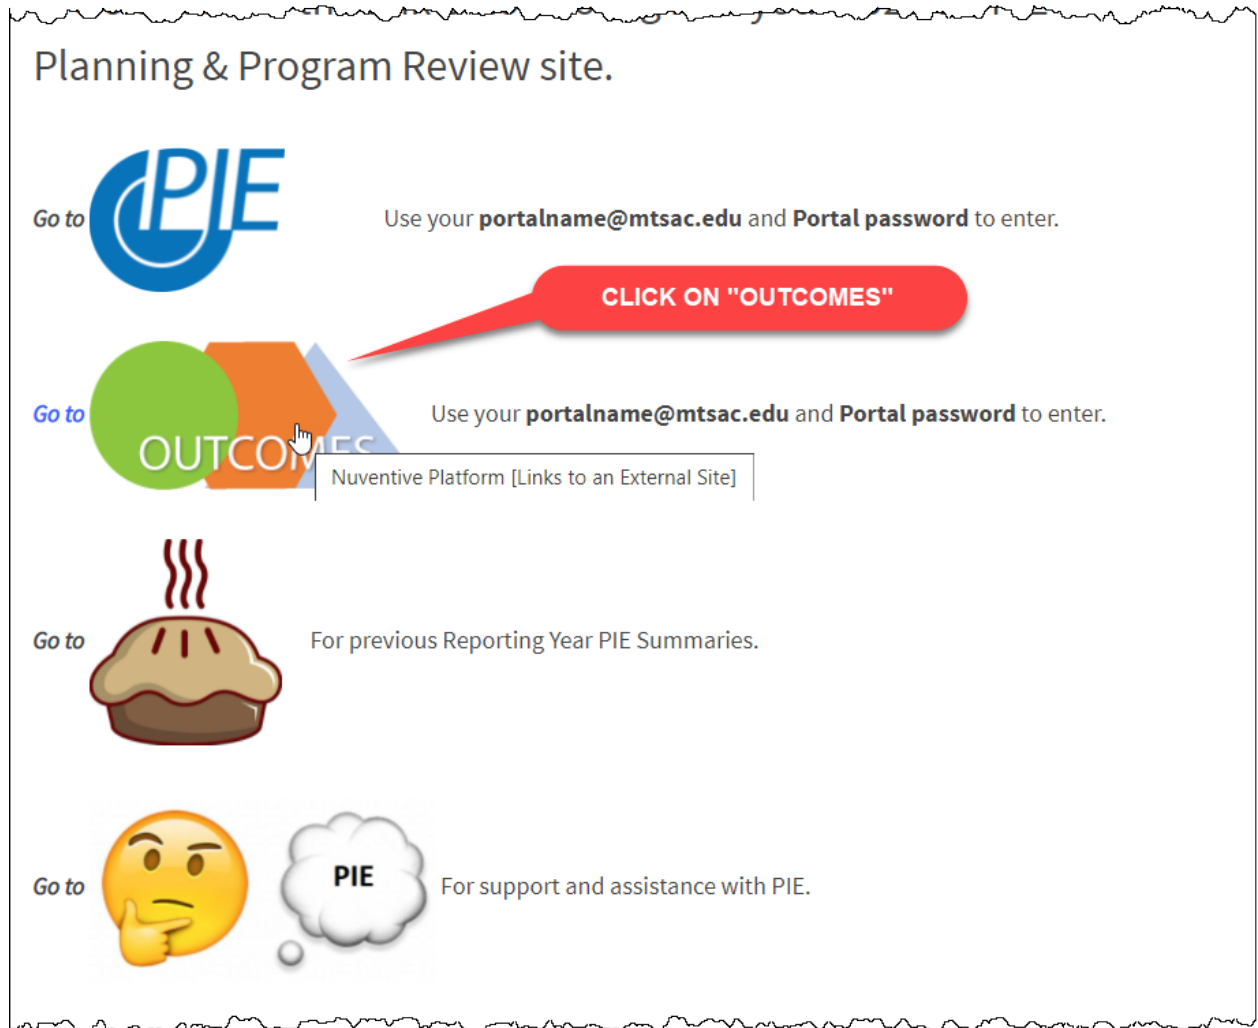 Planning & Program Review site.
PIE
Go to
Use your portalname@mtsac.edu and Portal password to enter.
CLICK ON "OUTCOMES"
Go to
OUTCOMES
Use your portalname@mtsac.edu and Portal password to enter.
Nuventive Platform [Links to an External Site]
Go to
For previous Reporting Year PIE Summaries.
Go to
PIE
For support and assistance with PIE.